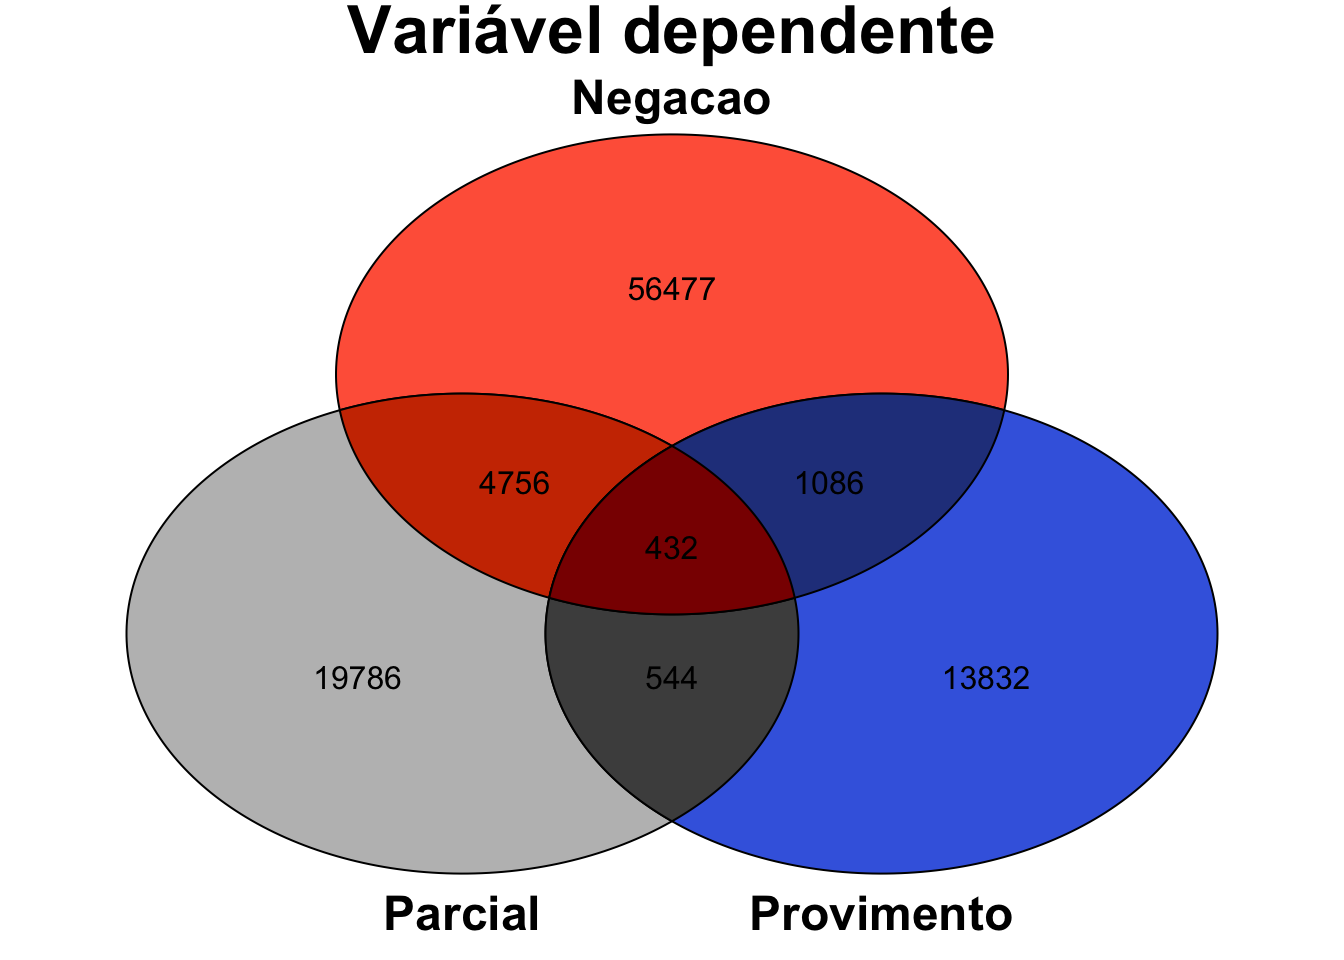 Variável dependente
Negacao
56477
4756
1086
432
19786
544
13832
Parcial
Provimento